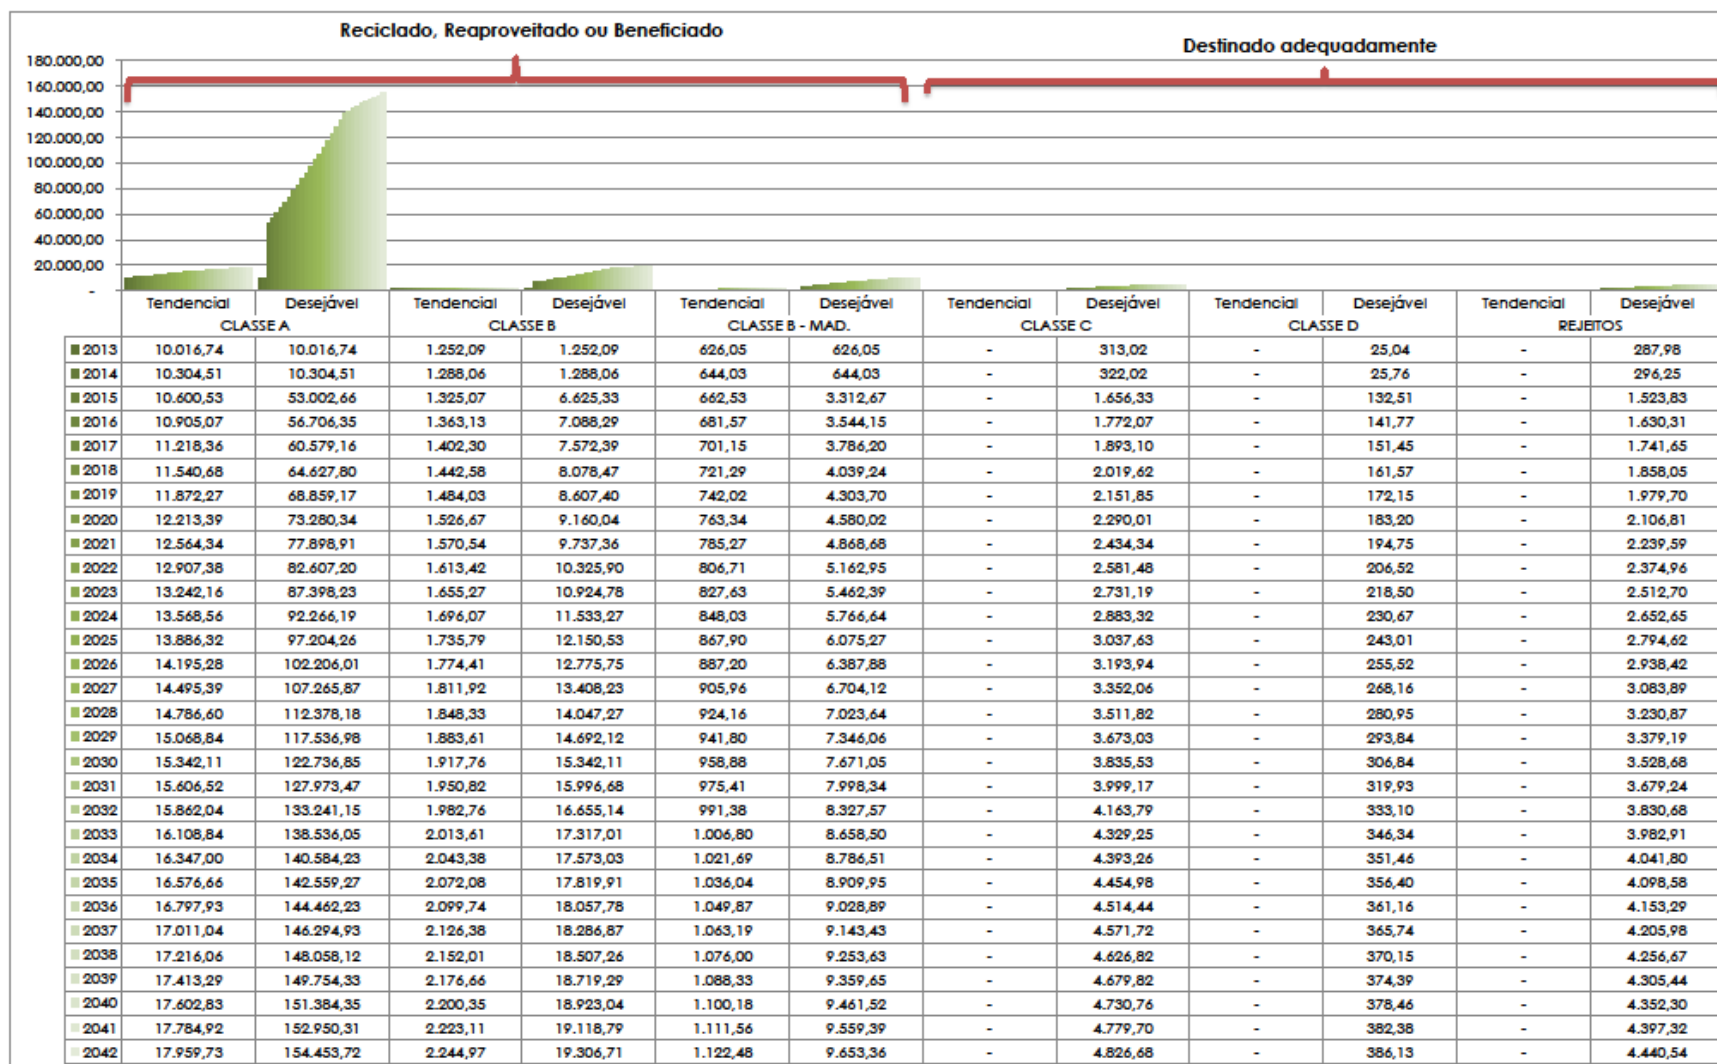 Reciclado, Reaproveitado ou Beneficiado
Destinado adequadamente
180.000,00
160.000,00
140.000,00
120.000,00
100.000,00
80.000,00
60.000,00
40.000,00
20.000,00
-
Tendencial Desejável Tendencial Desejável Tendencial Desejável Tendencial Desejável Tendencial Desejável Tendencial Desejável
CLASSE A CLASSE B CLASSE B - MAD. CLASSE C CLASSE D REJEITOS
2013 10.016,74 10.016,74 1.252,09 1.252,09 626,05 626,05 - 313,02 - 25,04 - 287,98
2014 10.304,51 10.304,51 1.288,06 1.288,06 644,03 644,03 - 322,02 - 25,76 - 296,25
2015 10.600,53 53.002,66 1.325,07 6.625,33 662,53 3.312,67 - 1.656,33 - 132,51 - 1.523,83
2016 10.905,07 56.706,35 1.363,13 7.088,29 681,57 3.544,15 - 1.772,07 - 141,77 - 1.630,31
2017 11.218,36 60.579,16 1.402,30 7.572,39 701,15 3.786,20 - 1.893,10 - 151,45 - 1.741,65
2018 11.540,68 64.627,80 1.442,58 8.078,47 721,29 4.039,24 - 2.019,62 - 161,57 - 1.858,05
2019 11.872,27 68.859,17 1.484,03 8.607,40 742,02 4.303,70 - 2.151,85 - 172,15 - 1.979,70
2020 12.213,39 73.280,34 1.526,67 9.160,04 763,34 4.580,02 - 2.290,01 - 183,20 - 2.106,81
2021 12.564,34 77.898,91 1.570,54 9.737,36 785,27 4.868,68 - 2.434,34 - 194,75 - 2.239,59
2022 12.907,38 82.607,20 1.613,42 10.325,90 806,71 5.162,95 - 2.581,48 - 206,52 - 2.374,96
2023 13.242,16 87.398,23 1.655,27 10.924,78 827,63 5.462,39 - 2.731,19 - 218,50 - 2.512,70
2024 13.568,56 92.266,19 1.696,07 11.533,27 848,03 5.766,64 - 2.883,32 - 230,67 - 2.652,65
2025 13.886,32 97.204,26 1.735,79 12.150,53 867,90 6.075,27 - 3.037,63 - 243,01 - 2.794,62
2026 14.195,28 102.206,01 1.774,41 12.775,75 887,20 6.387,88 - 3.193,94 - 255,52 - 2.938,42
2027 14.495,39 107.265,87 1.811,92 13.408,23 905,96 6.704,12 - 3.352,06 - 268,16 - 3.083,89
2028 14.786,60 112.378,18 1.848,33 14.047,27 924,16 7.023,64 - 3.511,82 - 280,95 - 3.230,87
2029 15.068,84 117.536,98 1.883,61 14.692,12 941,80 7.346,06 - 3.673,03 - 293,84 - 3.379,19
2030 15.342,11 122.736,85 1.917,76 15.342,11 958,88 7.671,05 - 3.835,53 - 306,84 - 3.528,68
2031 15.606,52 127.973,47 1.950,82 15.996,68 975,41 7.998,34 - 3.999,17 - 319,93 - 3.679,24
2032 15.862,04 133.241,15 1.982,76 16.655,14 991,38 8.327,57 - 4.163,79 - 333,10 - 3.830,68
2033 16.108,84 138.536,05 2.013,61 17.317,01 1.006,80 8.658,50 - 4.329,25 - 346,34 - 3.982,91
2034 16.347,00 140.584,23 2.043,38 17.573,03 1.021,69 8.786,51 - 4.393,26 - 351,46 - 4.041,80
2035 16.576,66 142.559,27 2.072,08 17.819,91 1.036,04 8.909,95 - 4.454,98 - 356,40 - 4.098,58
2036 16.797,93 144.462,23 2.099,74 18.057,78 1.049,87 9.028,89 - 4.514,44 - 361,16 - 4.153,29
2037 17.011,04 146.294,93 2.126,38 18.286,87 1.063,19 9.143,43 - 4.571,72 - 365,74 - 4.205,98
2038 17.216,06 148.058,12 2.152,01 18.507,26 1.076,00 9.253,63 - 4.626,82 - 370,15 - 4.256,67
2039 17.413,29 149.754,33 2.176,66 18.719,29 1.088,33 9.359,65 - 4.679,82 - 374,39 - 4.305,44
2040 17.602,83 151.384,35 2.200,35 18.923,04 1.100,18 9.461,52 - 4.730,76 - 378,46 - 4.352,30
2041 17.784,92 152.950,31 2.223,11 19.118,79 1.111,56 9.559,39 - 4.779,70 - 382,38 - 4.397,32
2042 17.959,73 154.453,72 2.244,97 19.306,71 1.122,48 9.653,36 - 4.826,68 - 386,13 - 4.440,54